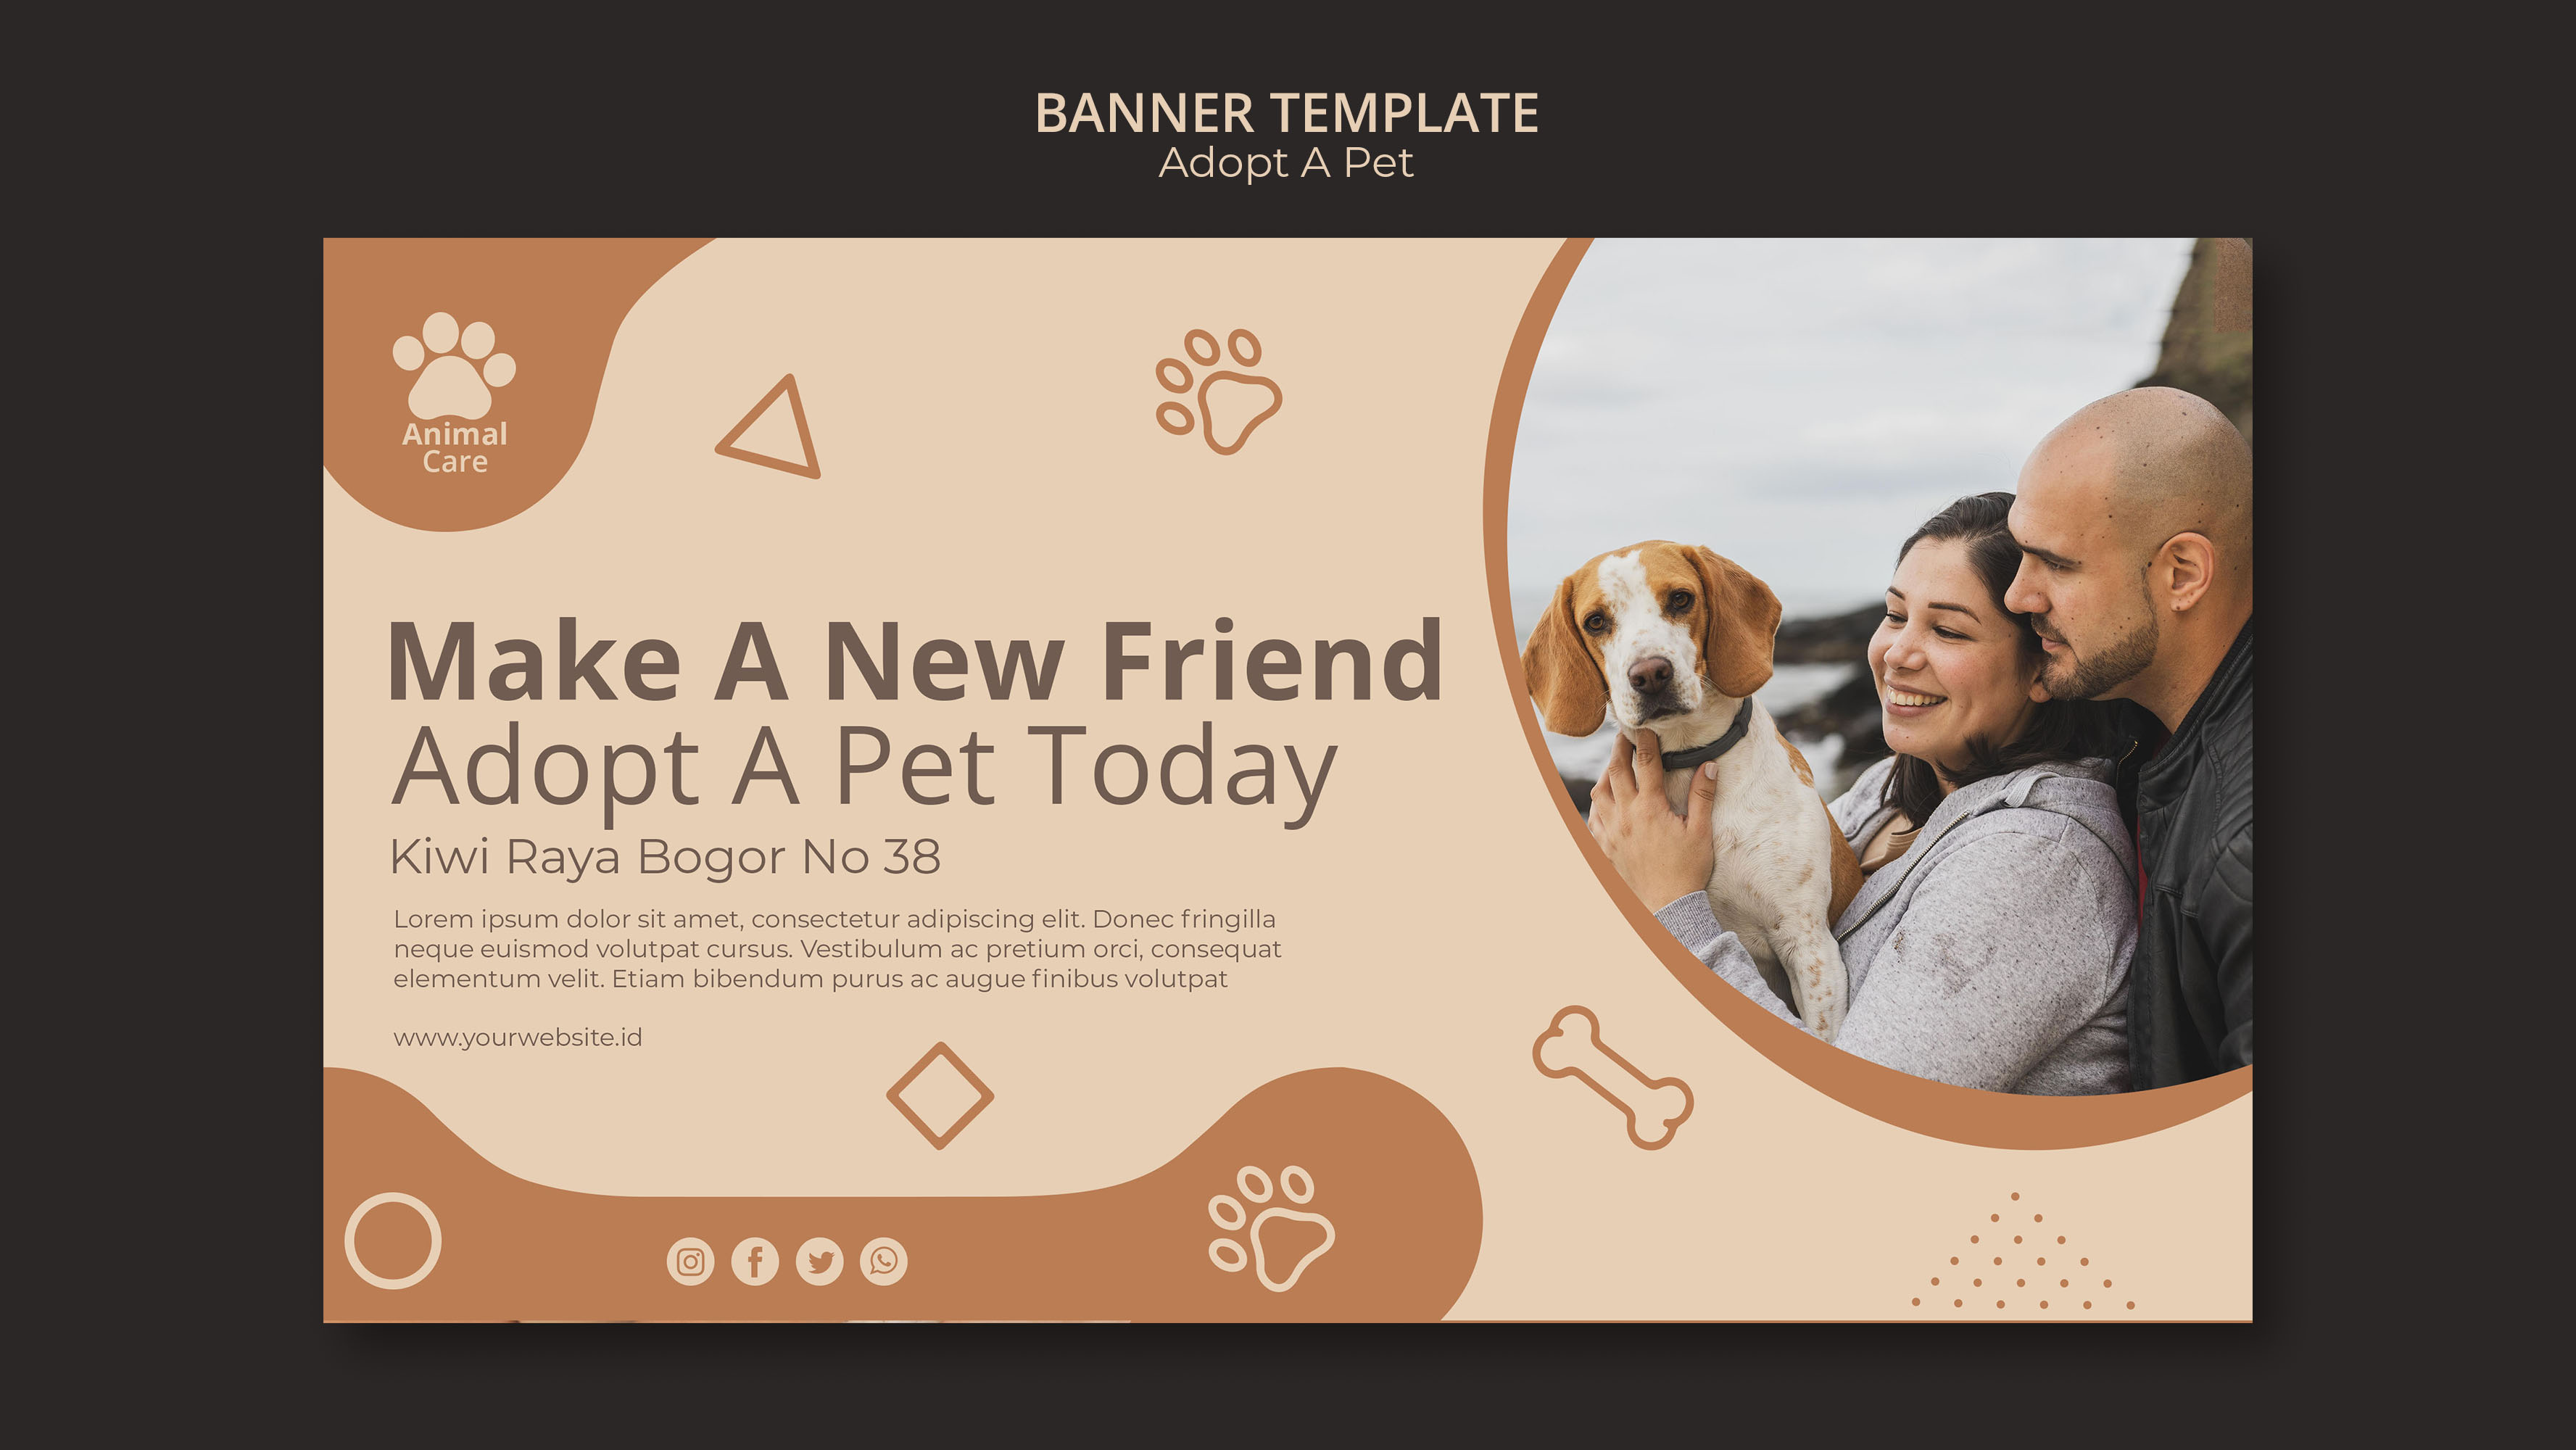 BANNER TEMPLATE
Adopt A Pet
Animal
Care
Make A New Friend
Adopt A Pet Today
Kiwi Raya Bogor No 38
Lorem ipsum dolor sit amet, consectetur adipiscing elit. Donec fringilla
neque euismod volutpat cursus. Vestibulum ac pretium orci, consequat
elementum velit. Etiam bibendum purus ac augue finibus volutpat
www.yourwebsite.id